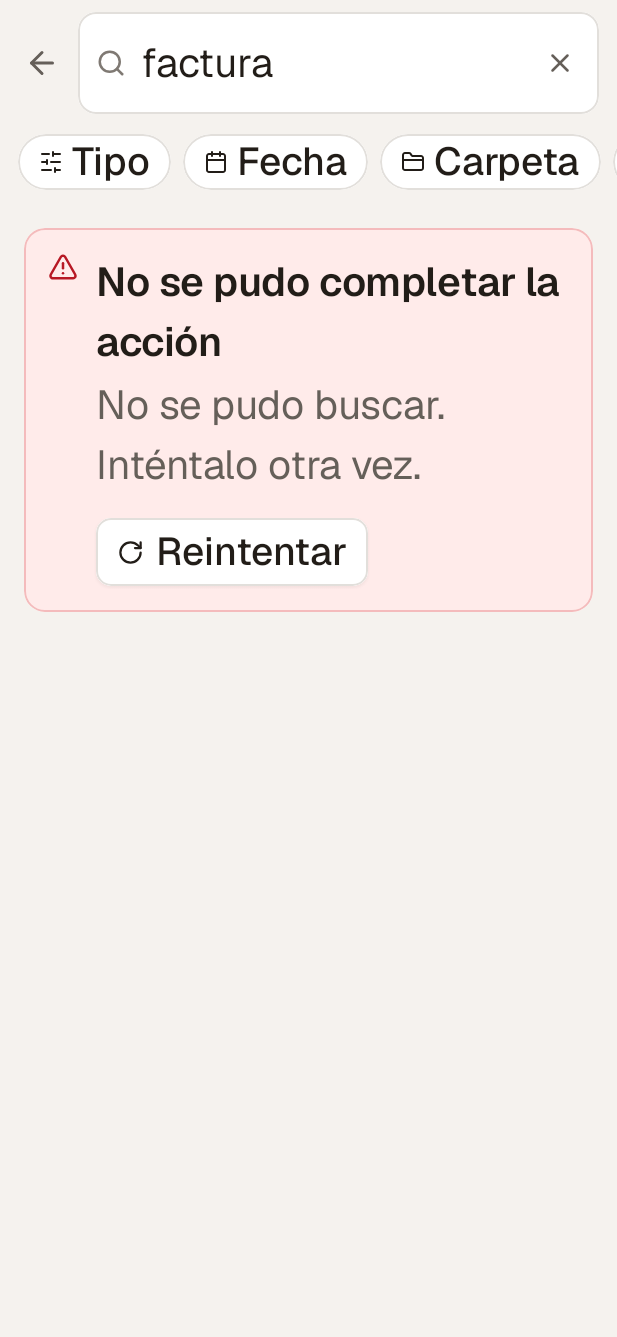 factura
Tipo Fecha Carpeta
No se pudo completar la
acción
No se pudo buscar.
Inténtalo otra vez.
Reintentar